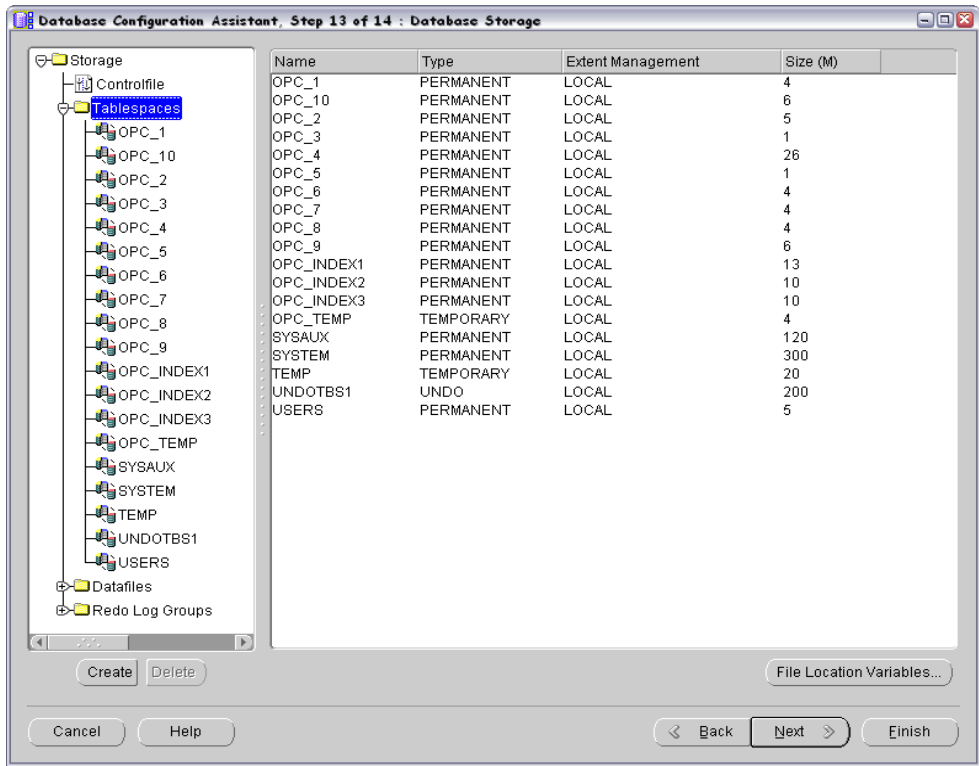 Database Configuration Assistant, Step 13 of 14 : Database Storage
Storage
Controlfile
Tablespaces
OPC_1
OPC_10
OPC_2
OPC_3
OPC_4
OPC_5
OPC_6
OPC_7
OPC_8
OPC_9
OPC_INDEX1
OPC_INDEX2
OPC_INDEX3
OPC_TEMP
SYSAUX
SYSTEM
TEMP
UNDOTBS1
USERS
Datafiles
Redo Log Groups
Name Type Extent Management Size (M)
OPC_1 PERMANENT LOCAL 4
OPC_10 PERMANENT LOCAL 6
OPC_2 PERMANENT LOCAL 5
OPC_3 PERMANENT LOCAL 1
OPC_4 PERMANENT LOCAL 26
OPC_5 PERMANENT LOCAL 1
OPC_6 PERMANENT LOCAL 4
OPC_7 PERMANENT LOCAL 4
OPC_8 PERMANENT LOCAL 4
OPC_9 PERMANENT LOCAL 6
OPC_INDEX1 PERMANENT LOCAL 13
OPC_INDEX2 PERMANENT LOCAL 10
OPC_INDEX3 PERMANENT LOCAL 10
OPC_TEMP TEMPORARY LOCAL 4
SYSAUX PERMANENT LOCAL 120
SYSTEM PERMANENT LOCAL 300
TEMP TEMPORARY LOCAL 20
UNDOTBS1 UNDO LOCAL 200
USERS PERMANENT LOCAL 5
Create Delete File Location Variables...
Cancel Help Back Next Finish